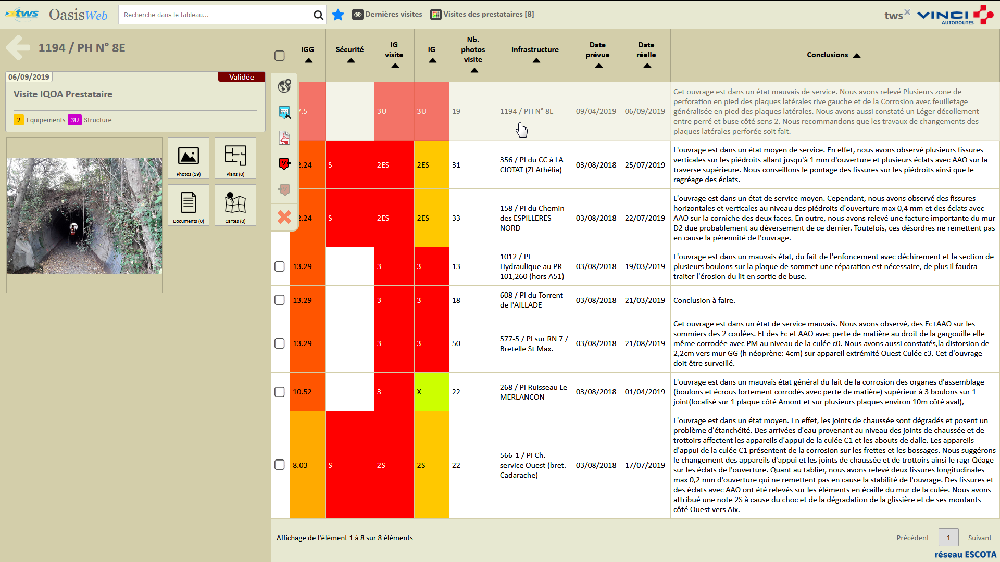 tws OasisWeb Recherche dans le tableau... Dernières visites Visites des prestataires [8] tws VINCI AUTOROUTES
1194 / PH N° 8E
06/09/2019 Validée
Visite IQOA Prestataire
2 Equipements 3U Structure
Photos (19) Plans (0)
Documents (0) Cartes (0)
IGG Sécurité IG visite IG Nb. photos visite Infrastructure Date prévue Date réelle Conclusions
PDF
V
V
7.5 3U 3U 19 1194 / PH N° 8E 09/04/2019 06/09/2019
Cet ouvrage est dans un état mauvais de service. Nous avons relevé Plusieurs zone de
perforation en pied des plaques latérales rive gauche et de la Corrosion avec feuilletage
généralisée en pied des plaques latérales. Nous avons aussi constaté un Léger décollement
entre perré et buse côté sens 2. Nous recommandons que les travaux de changements des
plaques latérales perforée soit fait.
2.24 S 2ES 2ES 31 356 / PI du CC à LA
CIOTAT (ZI Athélia) 03/08/2018 25/07/2019
L'ouvrage est dans un état moyen de service. En effet, nous avons observé plusieurs fissures
verticales sur les piédroits allant jusqu'à 1 mm d'ouverture et plusieurs éclats avec AAO sur la
traverse supérieure. Nous conseillons le pontage des fissures sur les piédroits ainsi que le
ragréage des éclats.
2.24 S 2ES 2ES 33 158 / PI du Chemin
des ESPILLERES
NORD 03/08/2018 22/07/2019
L'ouvrage est dans un état de service moyen. Cependant, nous avons observé des fissures
horizontales et verticales au niveau des piédroits d'ouverture max 0,4 mm et des éclats avec
AAO sur la corniche des deux faces. En outre, nous avons relevé une facture importante du mur
D2 due probablement au déversement de ce dernier. Toutefois, ces désordres ne remettent pas
en cause la pérennité de l'ouvrage.
13.29 3 3 13 1012 / PI
Hydraulique au PR
101,260 (hors A51) 03/08/2018 19/03/2019
L'ouvrage est dans un mauvais état, du fait de l'enfoncement avec déchirement et la section de
plusieurs boulons sur la plaque de sommet une réparation est nécessaire, de plus il faudra
traiter l'érosion du lit en sortie de buse.
13.29 3 3 18 608 / PI du Torrent
de l'AILLADE 03/08/2018 21/03/2019 Conclusion à faire.
13.29 3 3 50 577-5 / PI sur RN 7 /
Bretelle St Max. 03/08/2018 21/08/2019
Cet ouvrage est dans un état de service mauvais. Nous avons observé, des Ec+AAO sur les
sommiers des 2 coulées. Et des Ec et AAO avec perte de matière au droit de la gargouille elle
même corrodée avec PM au niveau de la culée c0. Nous avons aussi constatés,la distorsion de
2,2cm vers mur GG (h néoprène: 4cm) sur appareil extrémité Ouest Culée c3. Cet d'ouvrage
doit être surveillé.
10.52 3 X 22 268 / PI Ruisseau Le
MERLANCON 03/08/2018 01/04/2019
L'ouvrage est dans un mauvais état général du fait de la corrosion des organes d'assemblage
(boulons et écrous fortement corrodés avec perte de matière) supérieur à 3 boulons sur 1
joint(localisé sur 1 plaque côté Amont et sur plusieurs plaques environ 10m côté aval),
8.03 S 2S 2S 22 566-1 / PI Ch.
service Ouest (bret.
Cadarache) 03/08/2018 17/07/2019
L'ouvrage est dans un état moyen. En effet, les joints de chaussée sont dégradés et posent un
problème d'étanchéité. Des arrivées d'eau provenant au niveau des joints de chaussée et de
trottoirs affectent les appareils d'appui de la culée C1 et les abouts de dalle. Les appareils
d'appui de la culée C1 présentent de la corrosion sur les frettes et les bossages. Nous suggérons
le changement des appareils d'appui et les joints de chaussée et de trottoirs ainsi le ragr Qéage
sur les éclats de l'ouverture. Quant au tablier, nous avons relevé deux fissures longitudinales
max 0,2 mm d'ouverture qui ne remettent pas en cause la stabilité de l'ouvrage. Des fissures et
des éclats avec AAO ont été relevés sur les éléments en écaille du mur de la culée. Nous avons
attribué une note 2S à cause du choc et de la dégradation de la glissière et de ses montants
côté Ouest vers Aix.
Affichage de l'élément 1 à 8 sur 8 éléments Précédent 1 Suivant
réseau ESCOTA